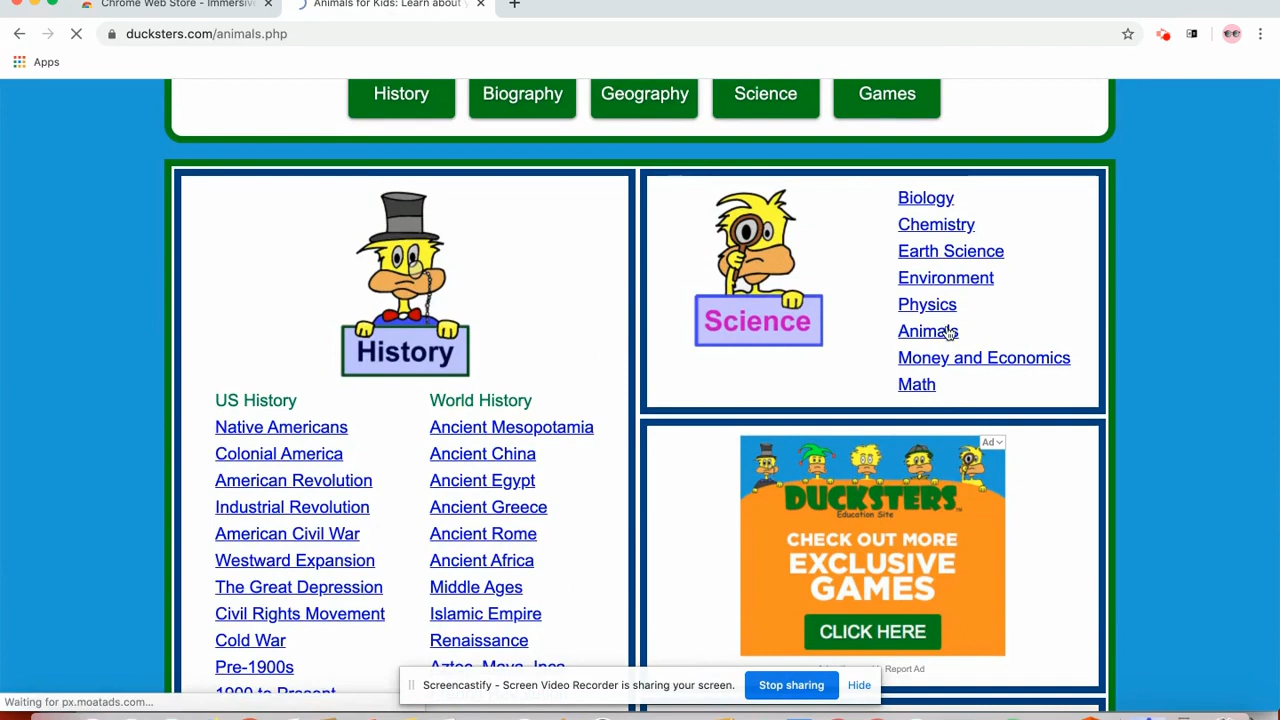 Chrome Web Store - Immersiv
Animals for Kids: Learn about y
ducksters.com/animals.php
Apps
History
Biography
Geography
Science
Games
History
US History
Native Americans
Colonial America
American Revolution
Industrial Revolution
American Civil War
Westward Expansion
The Great Depression
Civil Rights Movement
Cold War
Pre-1900s
1900 to Present
World History
Ancient Mesopotamia
Ancient China
Ancient Egypt
Ancient Greece
Ancient Rome
Ancient Africa
Middle Ages
Islamic Empire
Renaissance
Aztec, Maya, Inca
Science
Biology
Chemistry
Earth Science
Environment
Physics
Animals
Money and Economics
Math
Ad
DUCKSTERS
Education Site
CHECK OUT MORE
EXCLUSIVE
GAMES
CLICK HERE
Report Ad
Screencastify - Screen Video Recorder is sharing your screen.
Stop sharing
Hide
Waiting for px.moatads.com...